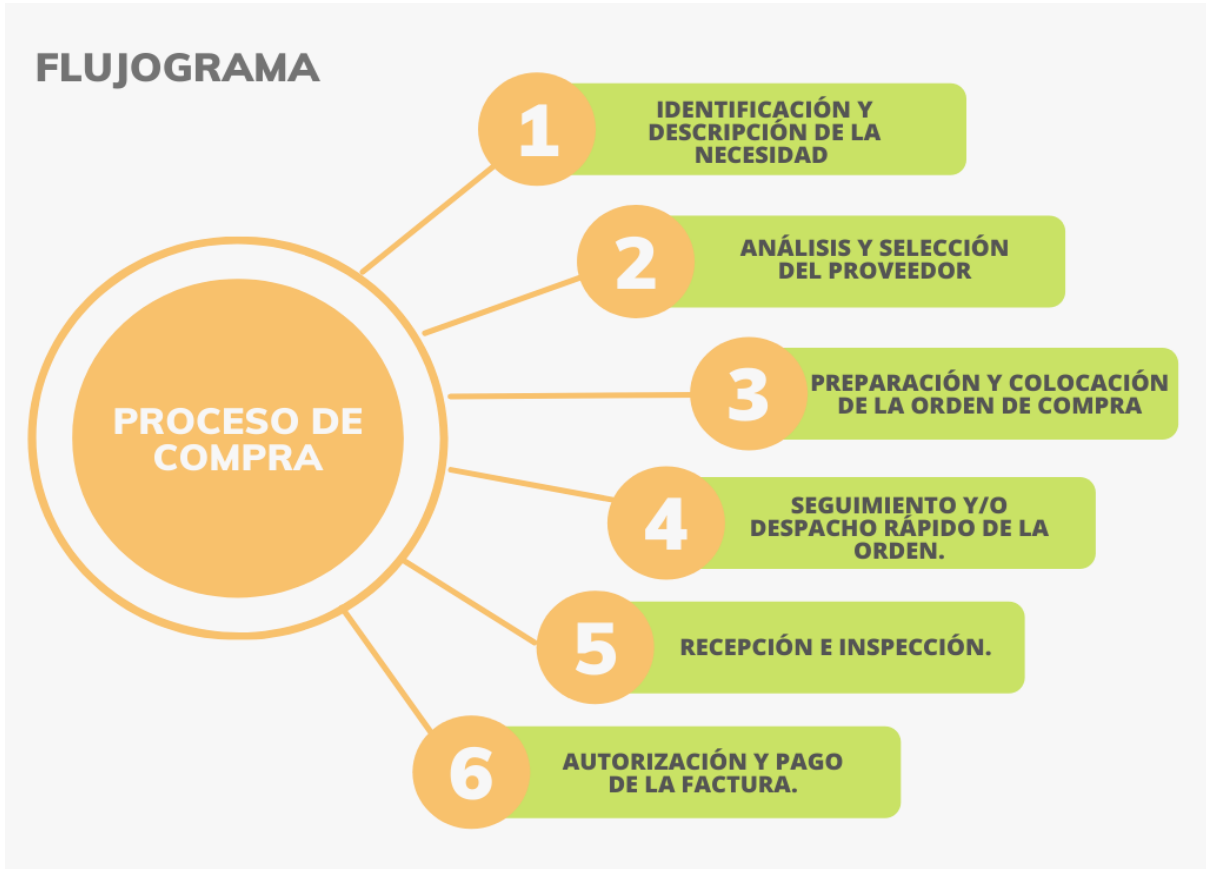 FLUJOGRAMA
PROCESO DE
COMPRA
1
IDENTIFICACIÓN Y
DESCRIPCIÓN DE LA
NECESIDAD
2
ANÁLISIS Y SELECCIÓN
DEL PROVEEDOR
3
PREPARACIÓN Y COLOCACIÓN
DE LA ORDEN DE COMPRA
4
SEGUIMIENTO Y/O
DESPACHO RÁPIDO DE LA
ORDEN.
5
RECEPCIÓN E INSPECCIÓN.
6
AUTORIZACIÓN Y PAGO
DE LA FACTURA.